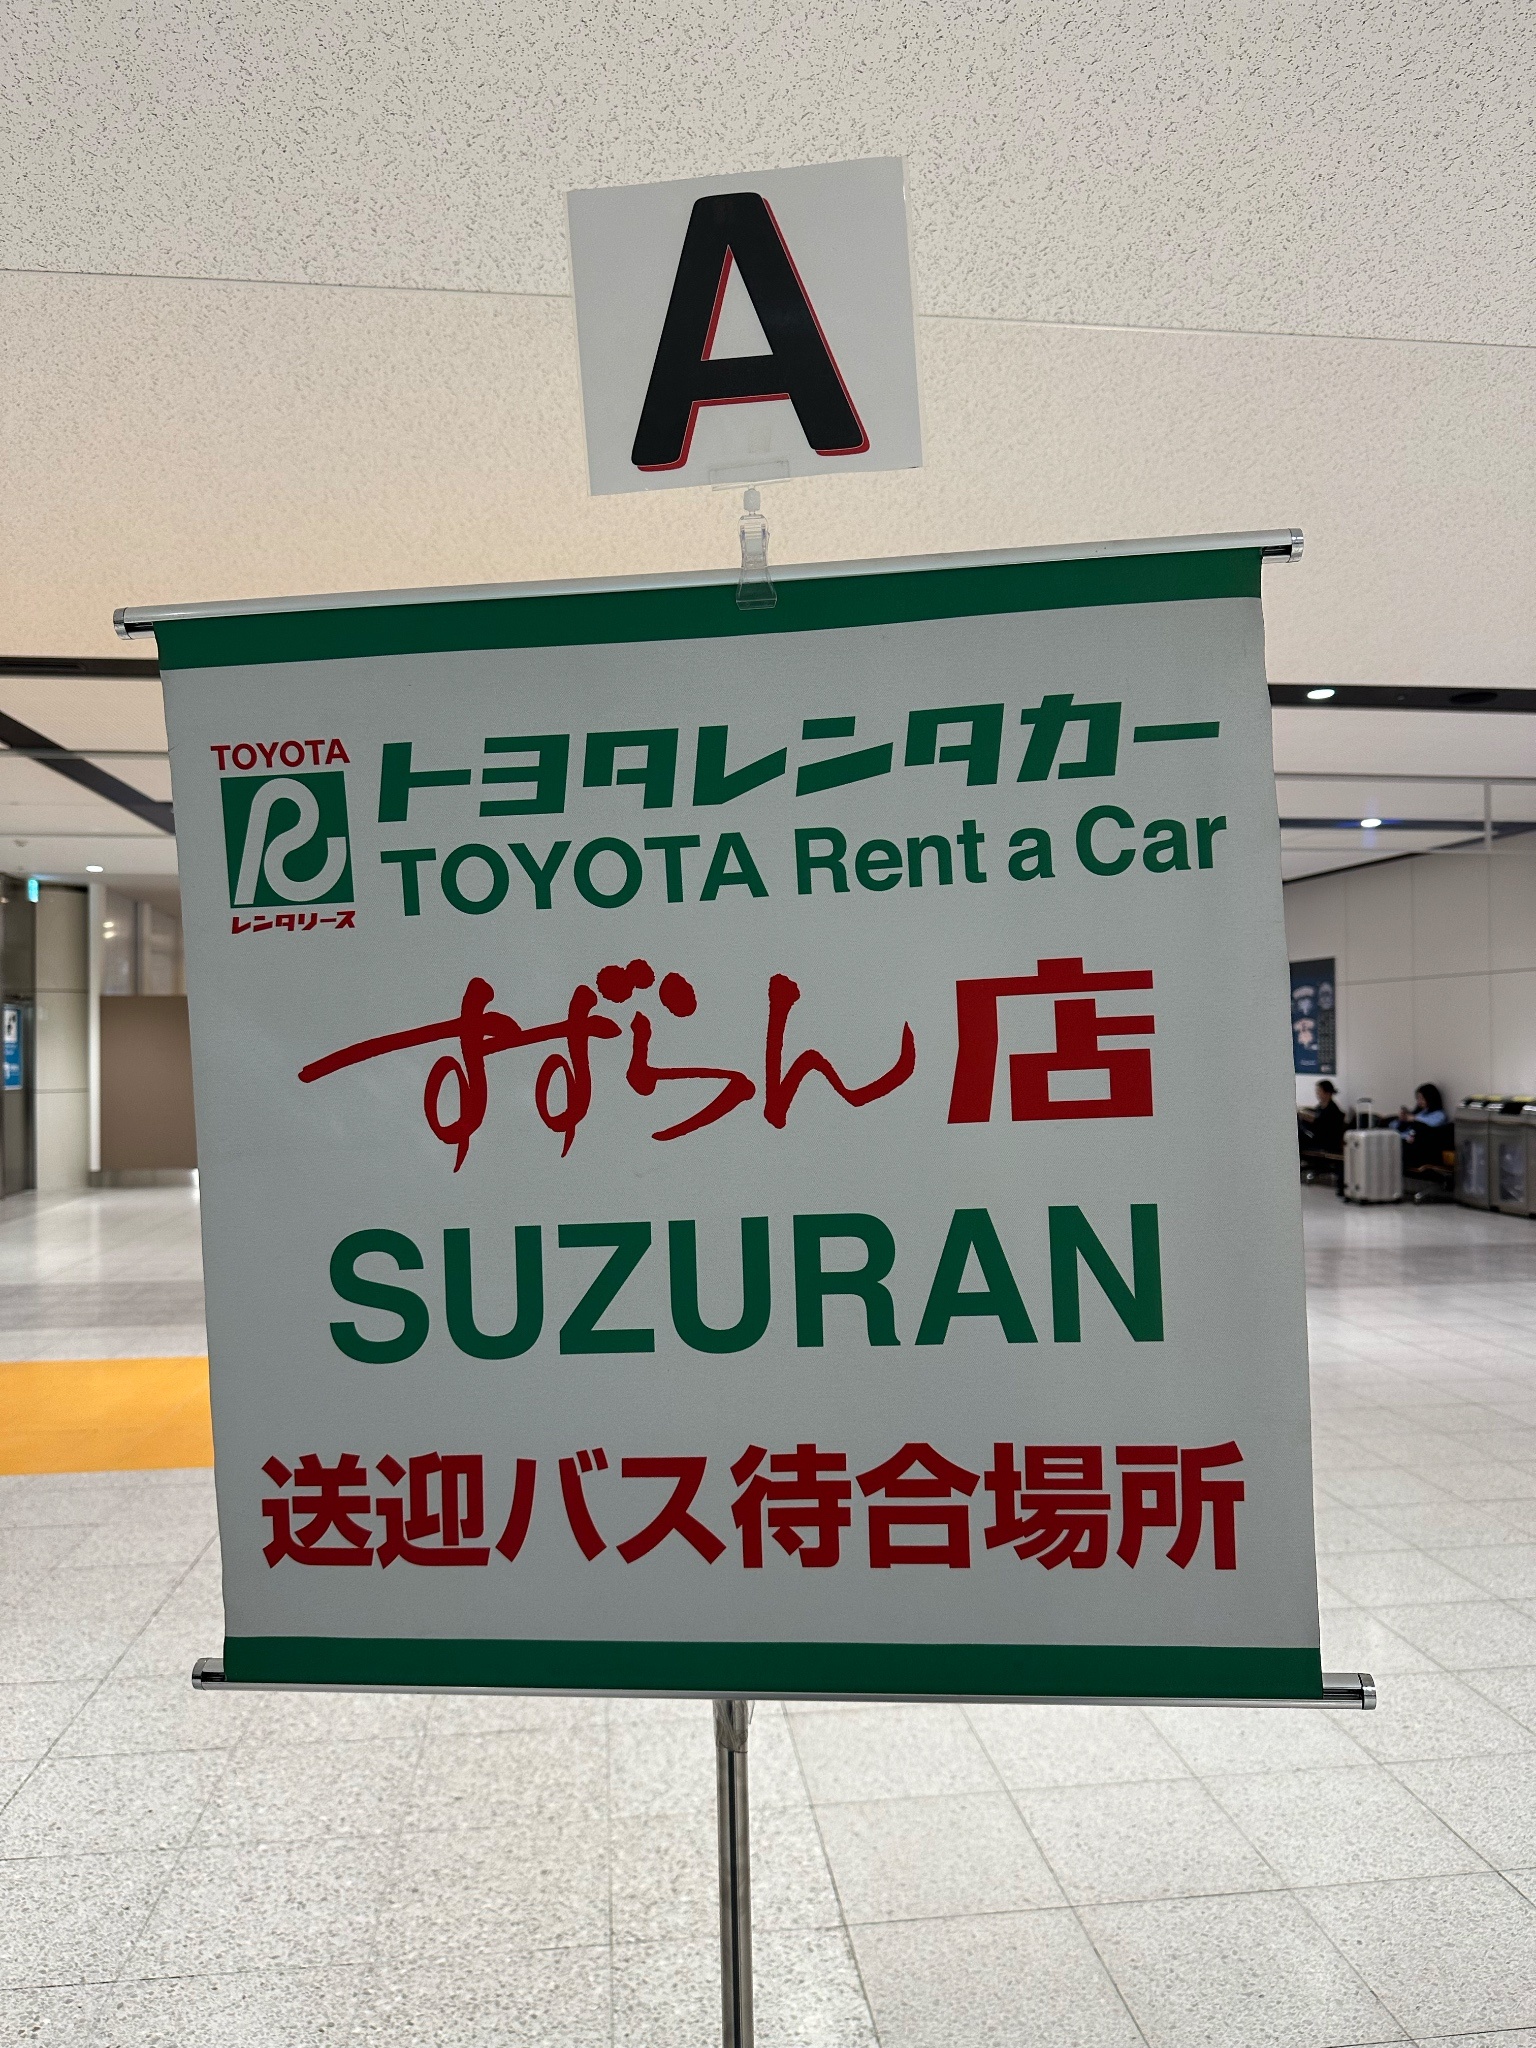 A
TOYOTA
レンタリース
トヨタレンタカー
TOYOTA Rent a Car
すずらん店
SUZURAN
送迎バス待合場所